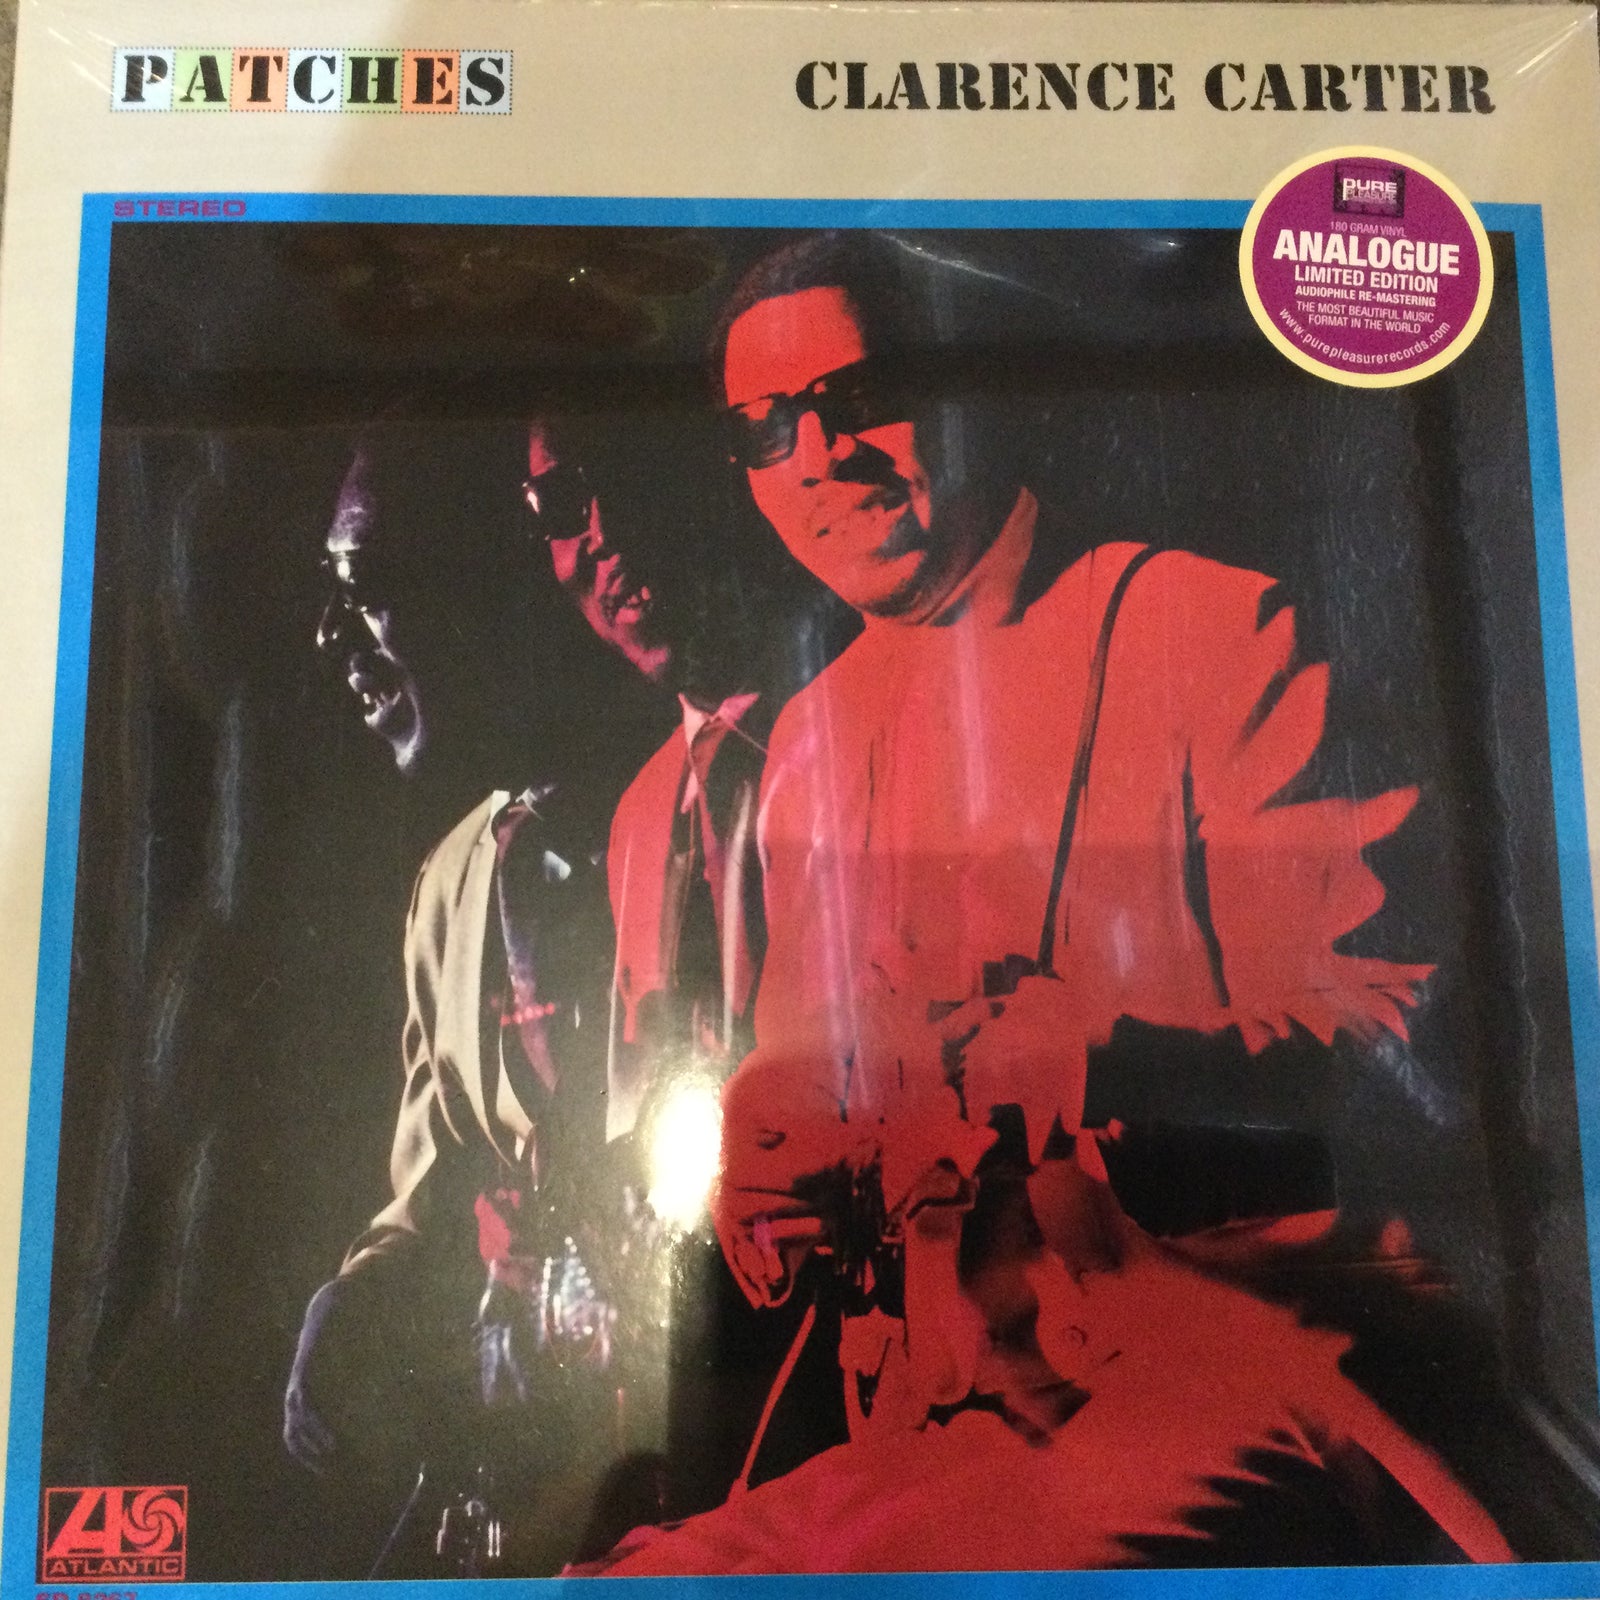 PATCHES
CLARENCE CARTER
STEREO
PURE
PLEASURE
180 GRAM VINYL
ANALOGUE
LIMITED EDITION
AUDIOPHILE RE-MASTERING
THE MOST BEAUTIFUL MUSIC
FORMAT IN THE WORLD
www.purepleasurerecords.com
ATLANTIC